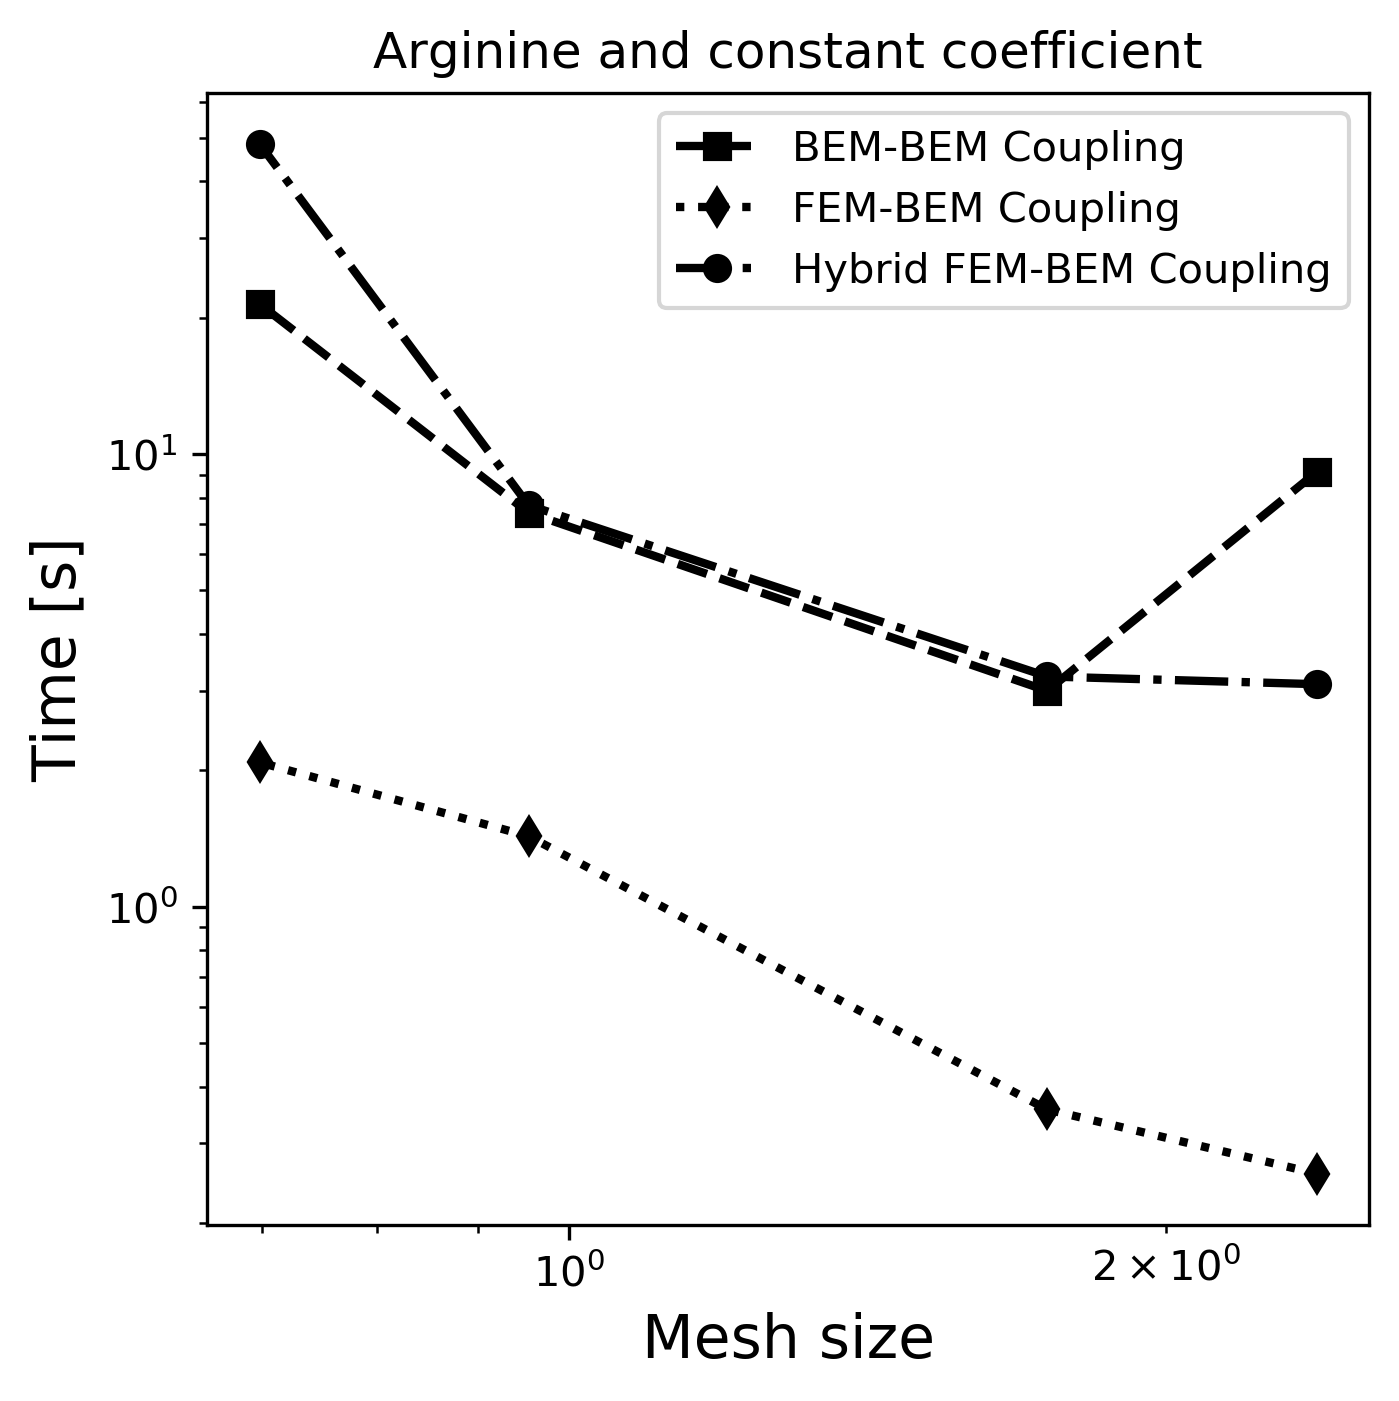 Arginine and constant coefficient
BEM-BEM Coupling
FEM-BEM Coupling
Hybrid FEM-BEM Coupling
10¹
10⁰
Time [s]
10⁰
2 × 10⁰
Mesh size